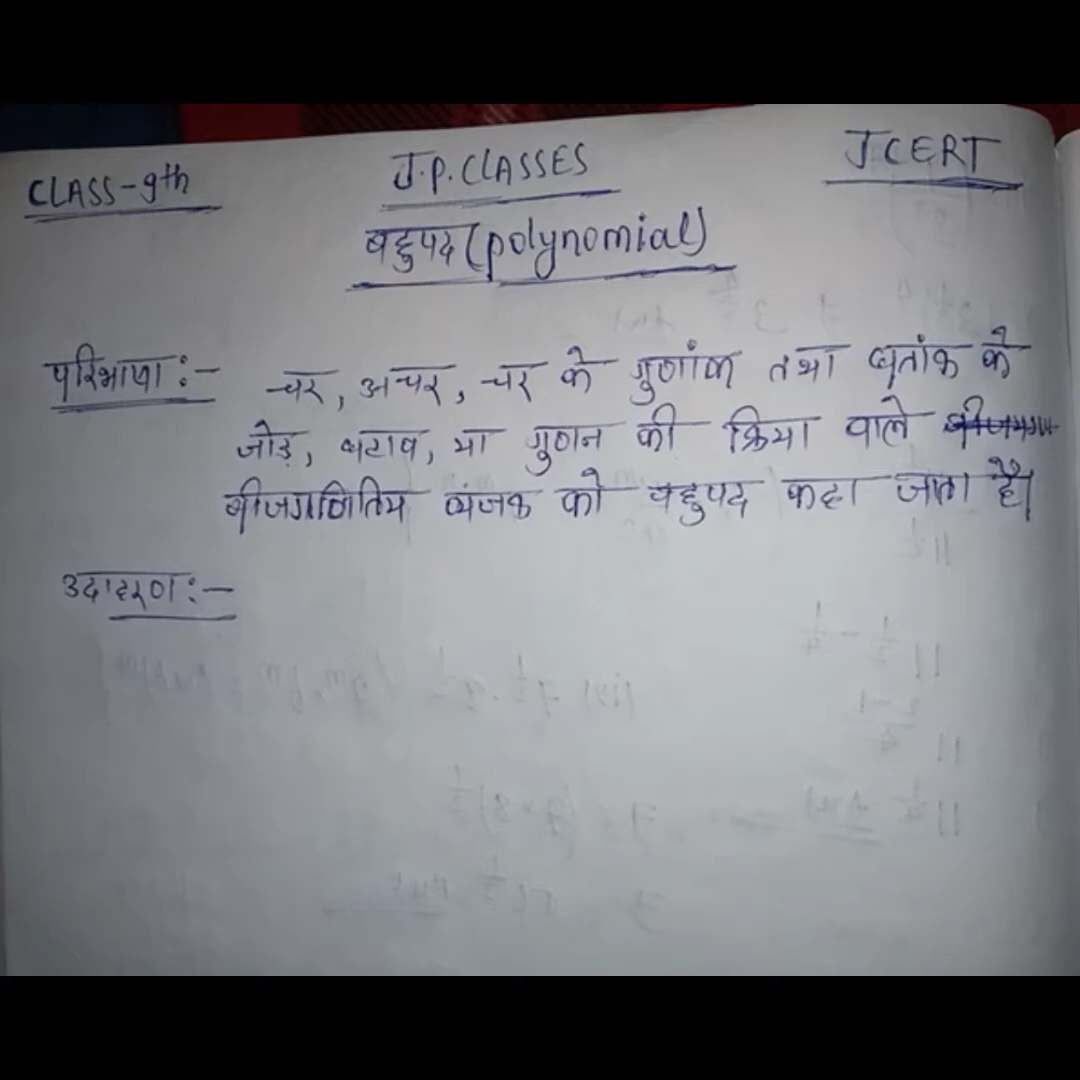 CLASS-9th J.P.CLASSES JCERT
बहुपद(polynomial)
परिभाषा:- चर, अचर, चर के गुणांक तथा घतांक के
जोड़, घटाव, या गुणन की क्रिया वाले
बीजगणितिय व्यंजक को बहुपद कहा जाता है।
उदाहरण:-